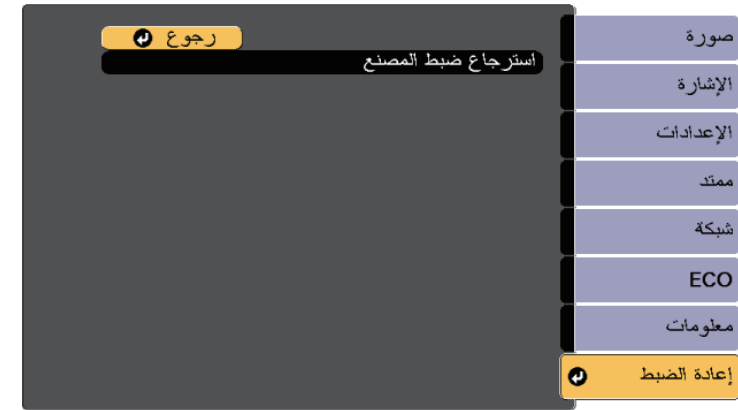 رجوع
استرجاع ضبط المصنع
صورة
الإشارة
الإعدادات
ممتد
شبكة
ECO
معلومات
إعادة الضبط